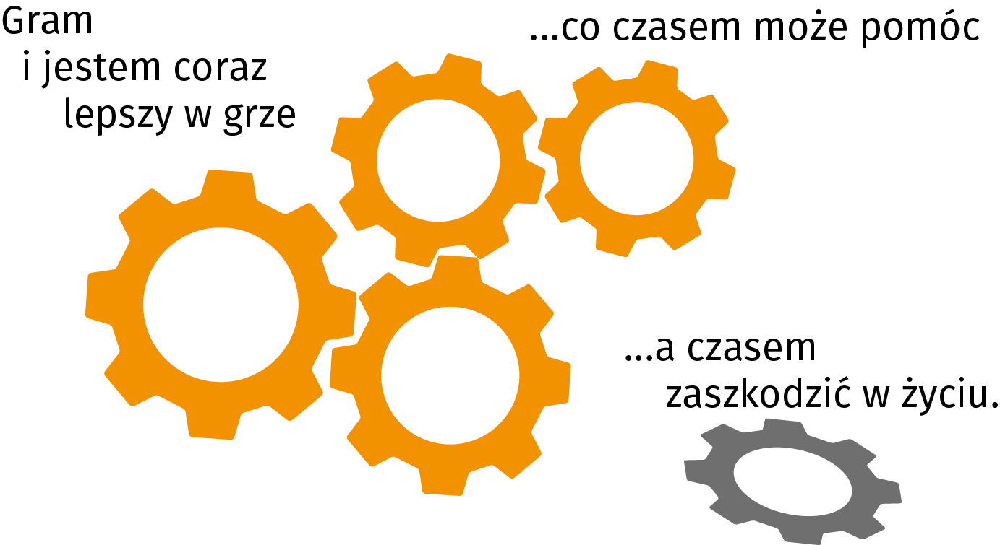 Gram
i jestem coraz
lepszy w grze
...co czasem może pomóc
...a czasem
zaszkodzić w życiu.